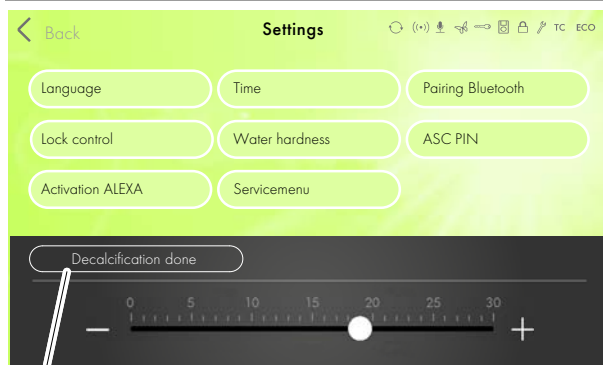 Back Settings TC ECO
Language Time Pairing Bluetooth
Lock control Water hardness ASC PIN
Activation ALEXA Servicemenu
Decalcification done
0 5 10 15 20 25 30